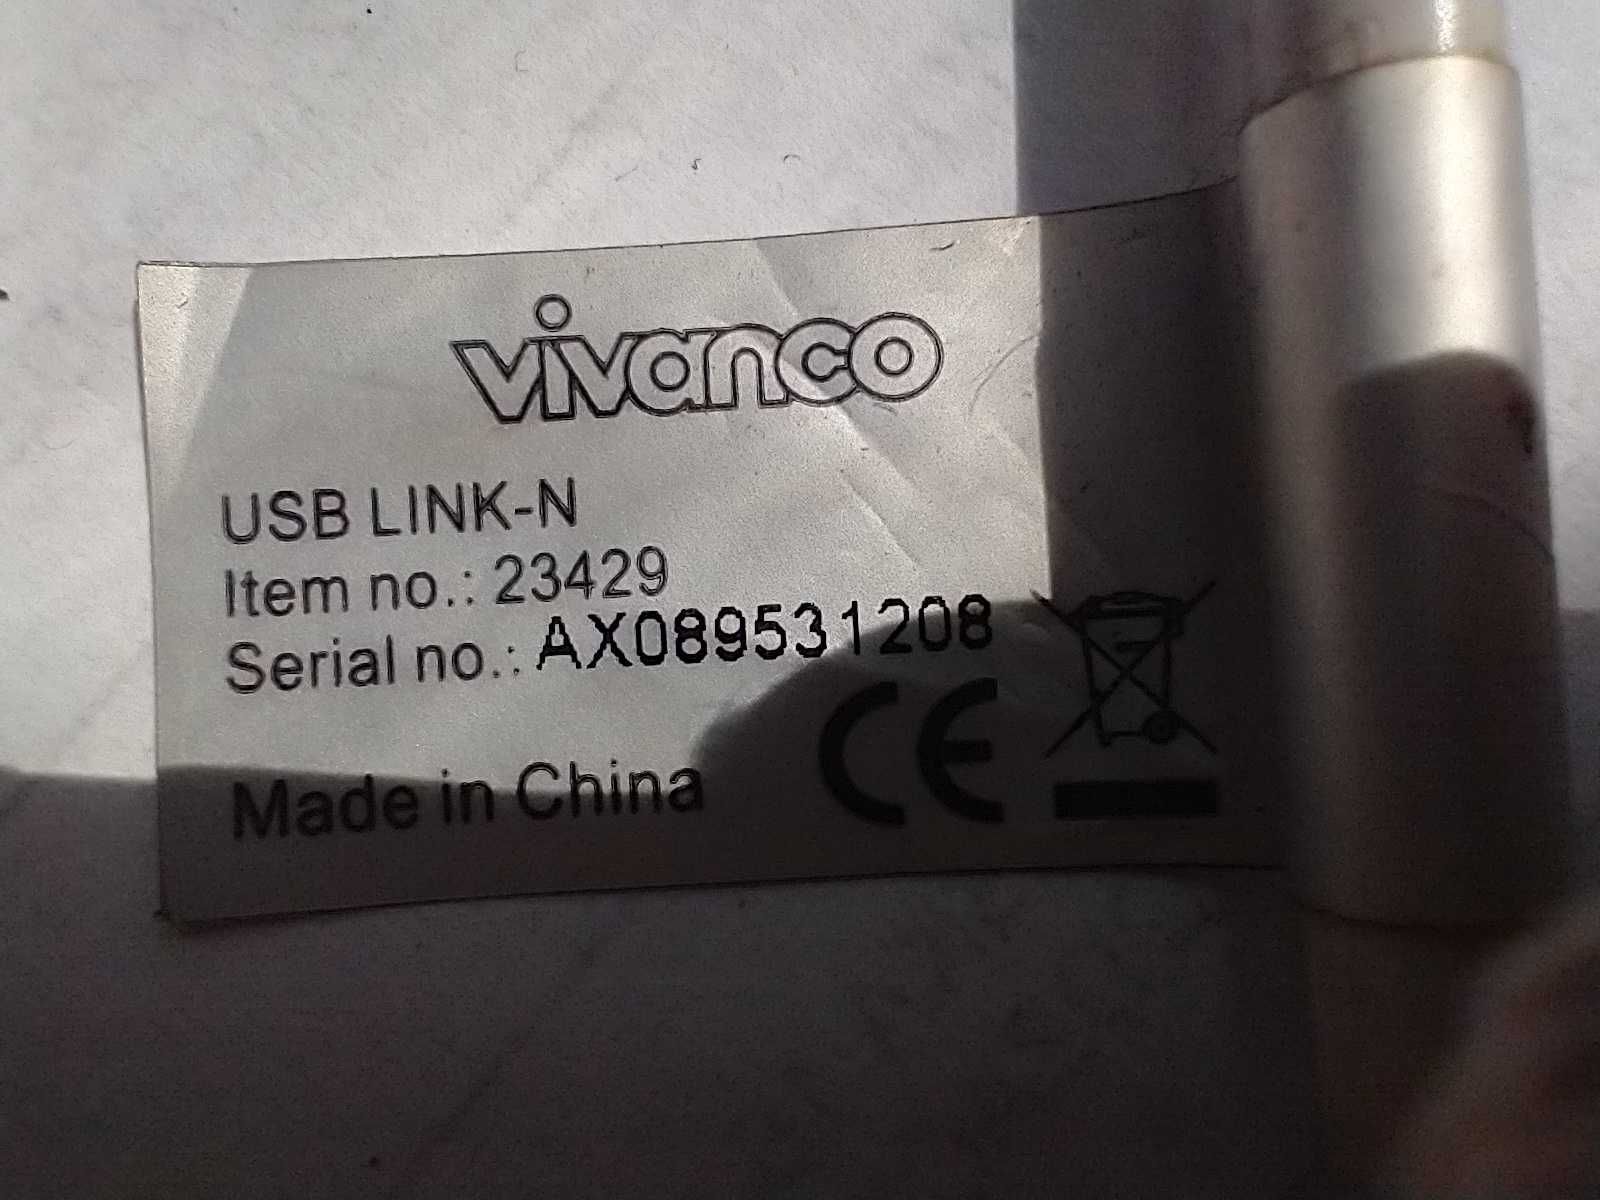 vivanco
USB LINK-N
Item no.: 23429
Serial no.: AX089531208
Made in China
CE